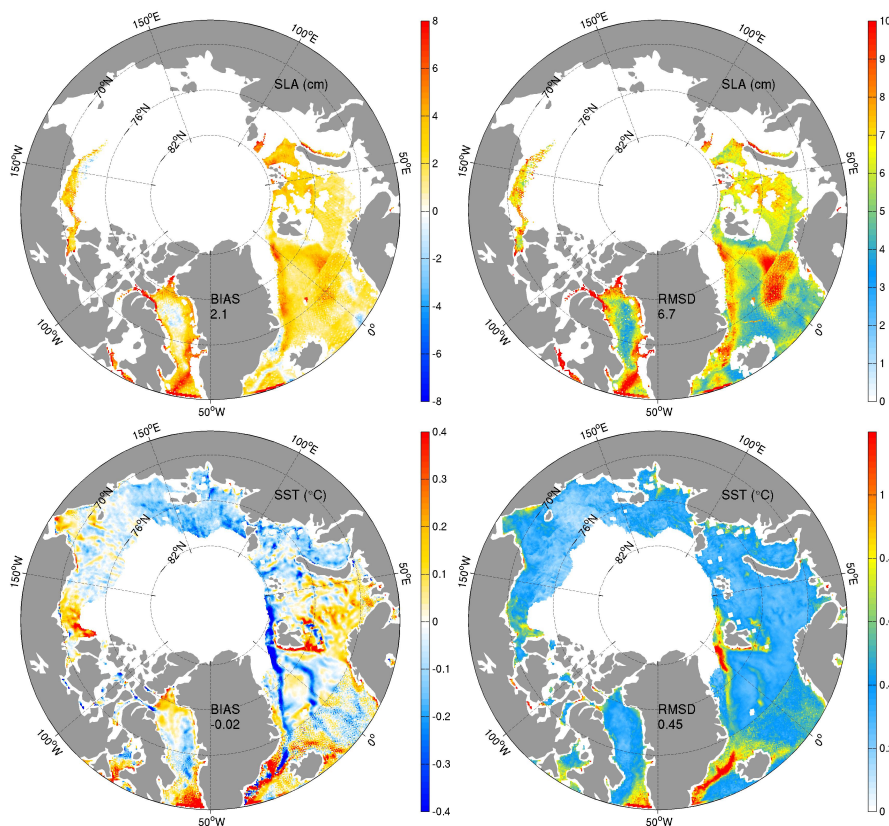 150°E
100°E
50°E
0°
50°W
100°W
150°W
70°N
76°N
82°N
SLA (cm)
BIAS
2.1
8
6
4
2
0
-2
-4
-6
-8
150°E
100°E
50°E
0°
50°W
100°W
150°W
70°N
76°N
82°N
SLA (cm)
RMSD
6.7
10
9
8
7
6
5
4
3
2
1
0
150°E
100°E
50°E
0°
50°W
100°W
150°W
70°N
76°N
82°N
SST (°C)
BIAS
-0.02
0.4
0.3
0.2
0.1
0
-0.1
-0.2
-0.3
-0.4
150°E
100°E
50°E
0°
50°W
100°W
150°W
70°N
76°N
82°N
SST (°C)
RMSD
0.45
1
0